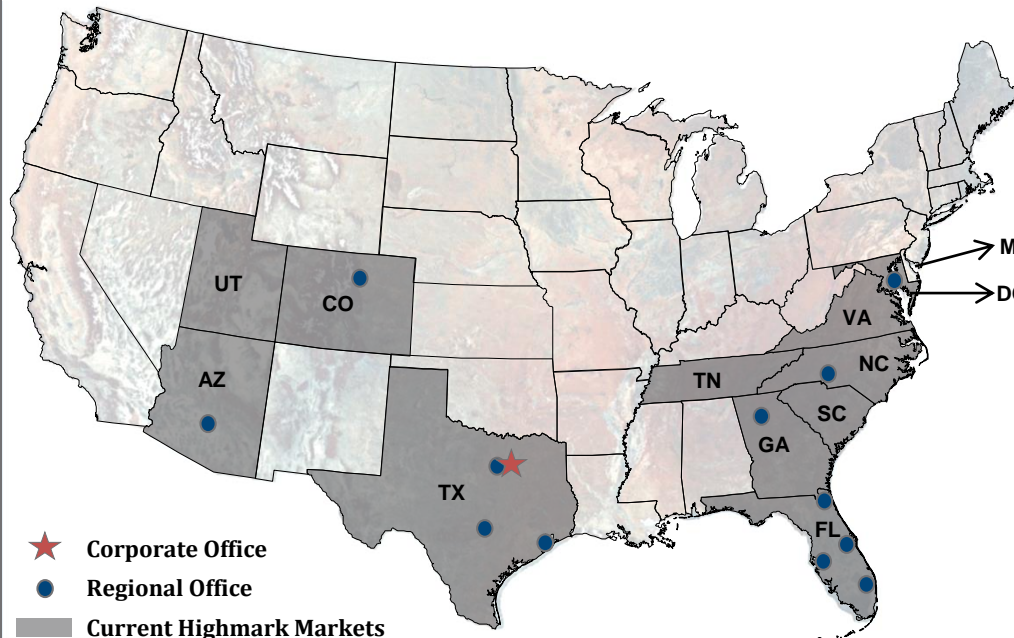 M
DC
UT
CO
VA
AZ
TN
NC
SC
GA
TX
FL
Corporate Office
Regional Office
Current Highmark Markets